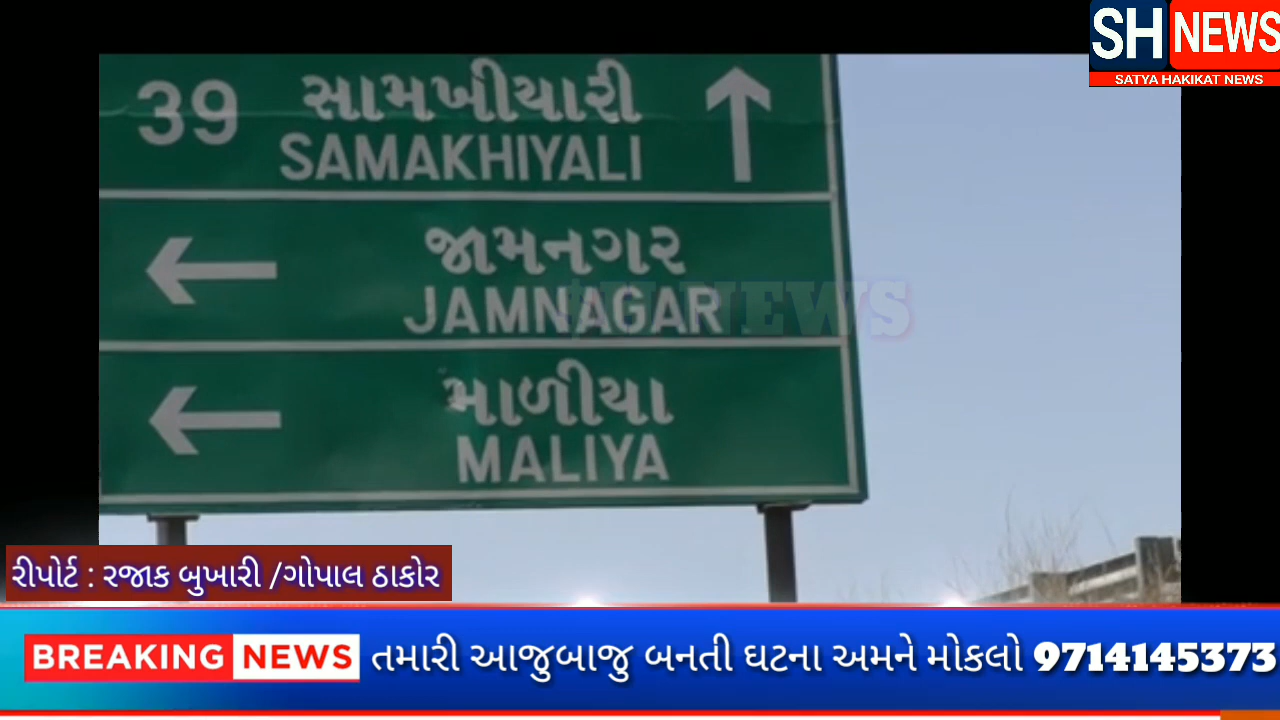 SH NEWS
SATYA HAKIKAT NEWS
39 સામખીયારી
SAMAKHIYALI
જામનગર
JAMNAGAR
NEWS
માળીયા
MALIYA
રીપોર્ટ : રજાક બુખારી /ગોપાલ ઠાકોર
BREAKING NEWS તમારી આજુબાજુ બનતી ઘટના અમને મોકલો 9714145373